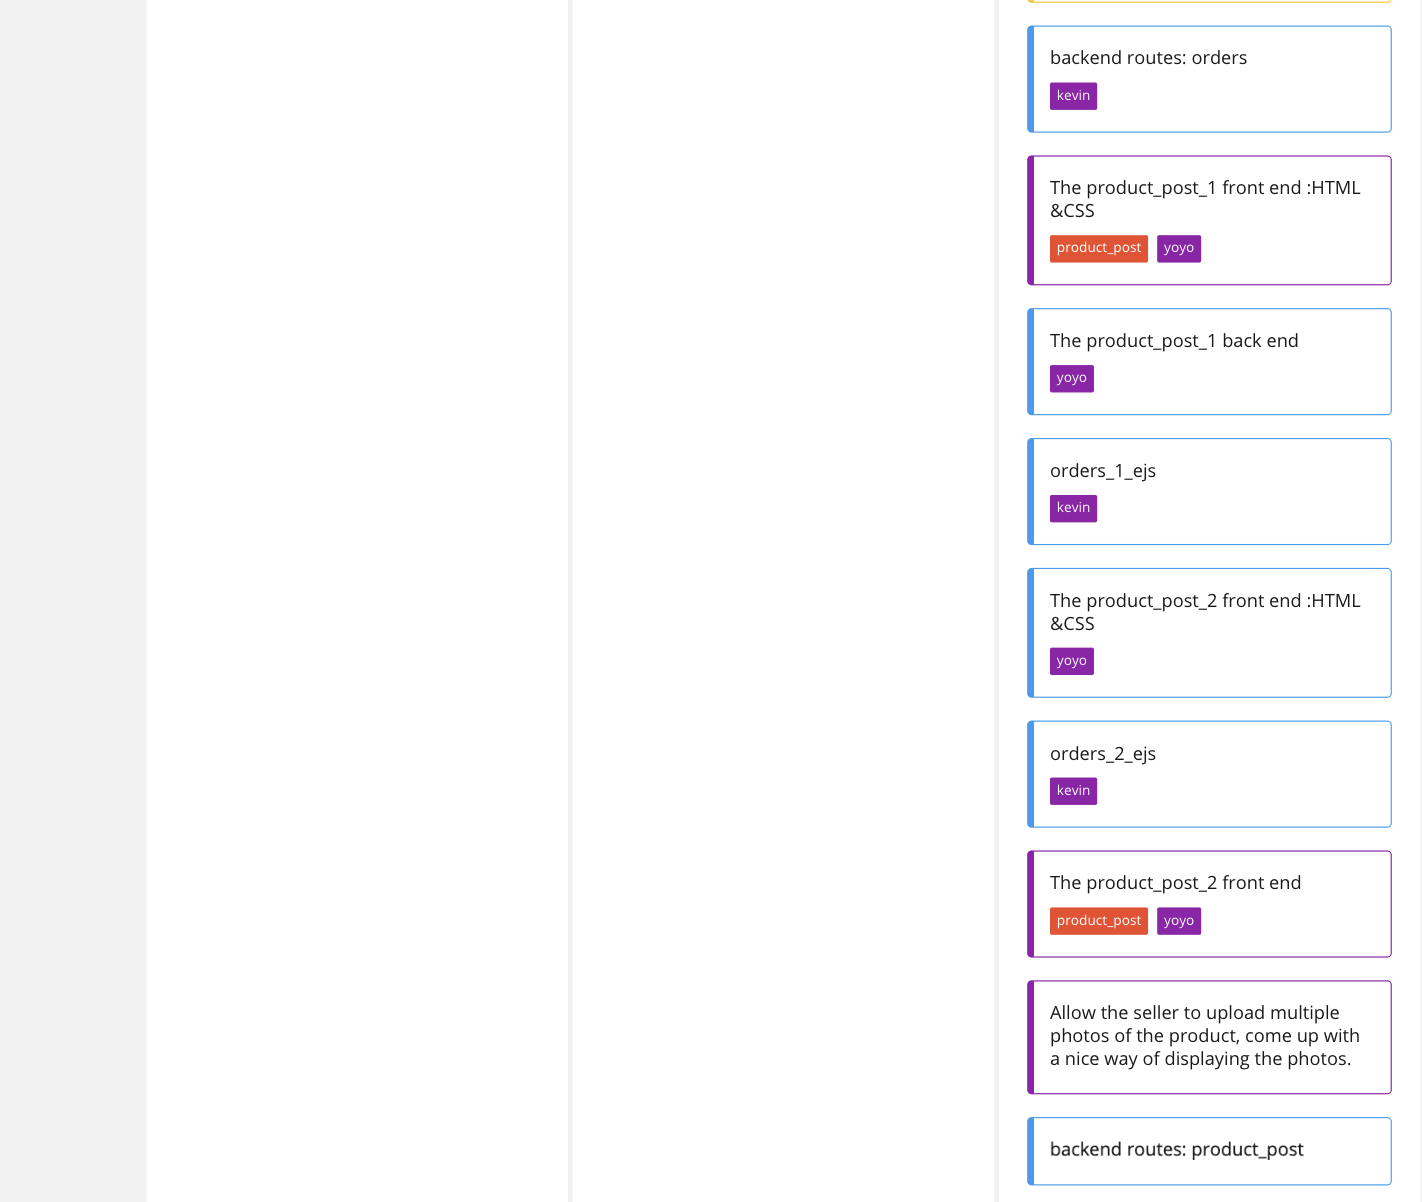 backend routes: orders
kevin
The product_post_1 front end :HTML
&CSS
product_post yoyo
The product_post_1 back end
yoyo
orders_1_ejs
kevin
The product_post_2 front end :HTML
&CSS
yoyo
orders_2_ejs
kevin
The product_post_2 front end
product_post yoyo
Allow the seller to upload multiple
photos of the product, come up with
a nice way of displaying the photos.
backend routes: product_post